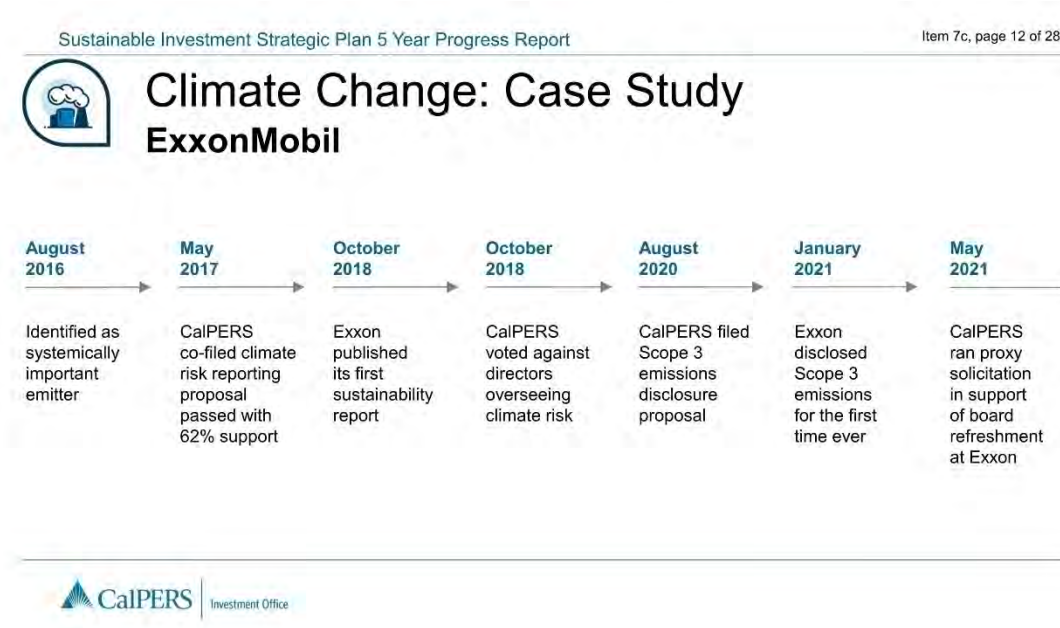 Sustainable Investment Strategic Plan 5 Year Progress Report
Item 7c, page 12 of 28
Climate Change: Case Study
ExxonMobil
August
2016
Identified as
systemically
important
emitter
May
2017
CalPERS
co-filed climate
risk reporting
proposal
passed with
62% support
October
2018
Exxon
published
its first
sustainability
report
October
2018
CalPERS
voted against
directors
overseeing
climate risk
August
2020
CalPERS filed
Scope 3
emissions
disclosure
proposal
January
2021
Exxon
disclosed
Scope 3
emissions
for the first
time ever
May
2021
CalPERS
ran proxy
solicitation
in support
of board
refreshment
at Exxon
CalPERS
Investment Office